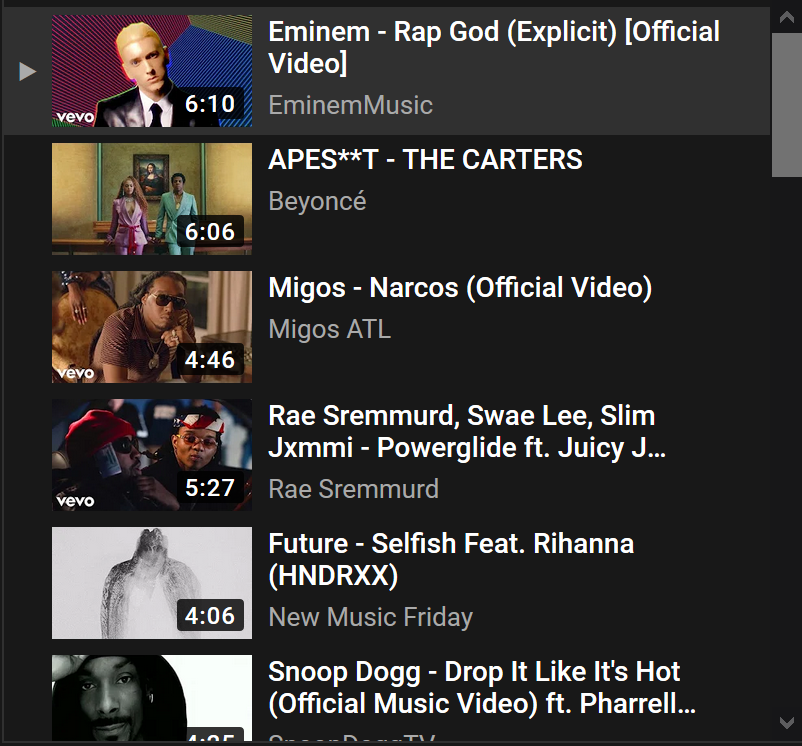 Eminem - Rap God (Explicit) [Official
Video]
EminemMusic
vevo
6:10
APES**T - THE CARTERS
Beyoncé
6:06
Migos - Narcos (Official Video)
Migos ATL
vevo
4:46
Rae Sremmurd, Swae Lee, Slim
Jxmmi - Powerglide ft. Juicy J...
Rae Sremmurd
vevo
5:27
Future - Selfish Feat. Rihanna
(HNDRXX)
New Music Friday
4:06
Snoop Dogg - Drop It Like It's Hot
(Official Music Video) ft. Pharrell...
SnoopDoggTV